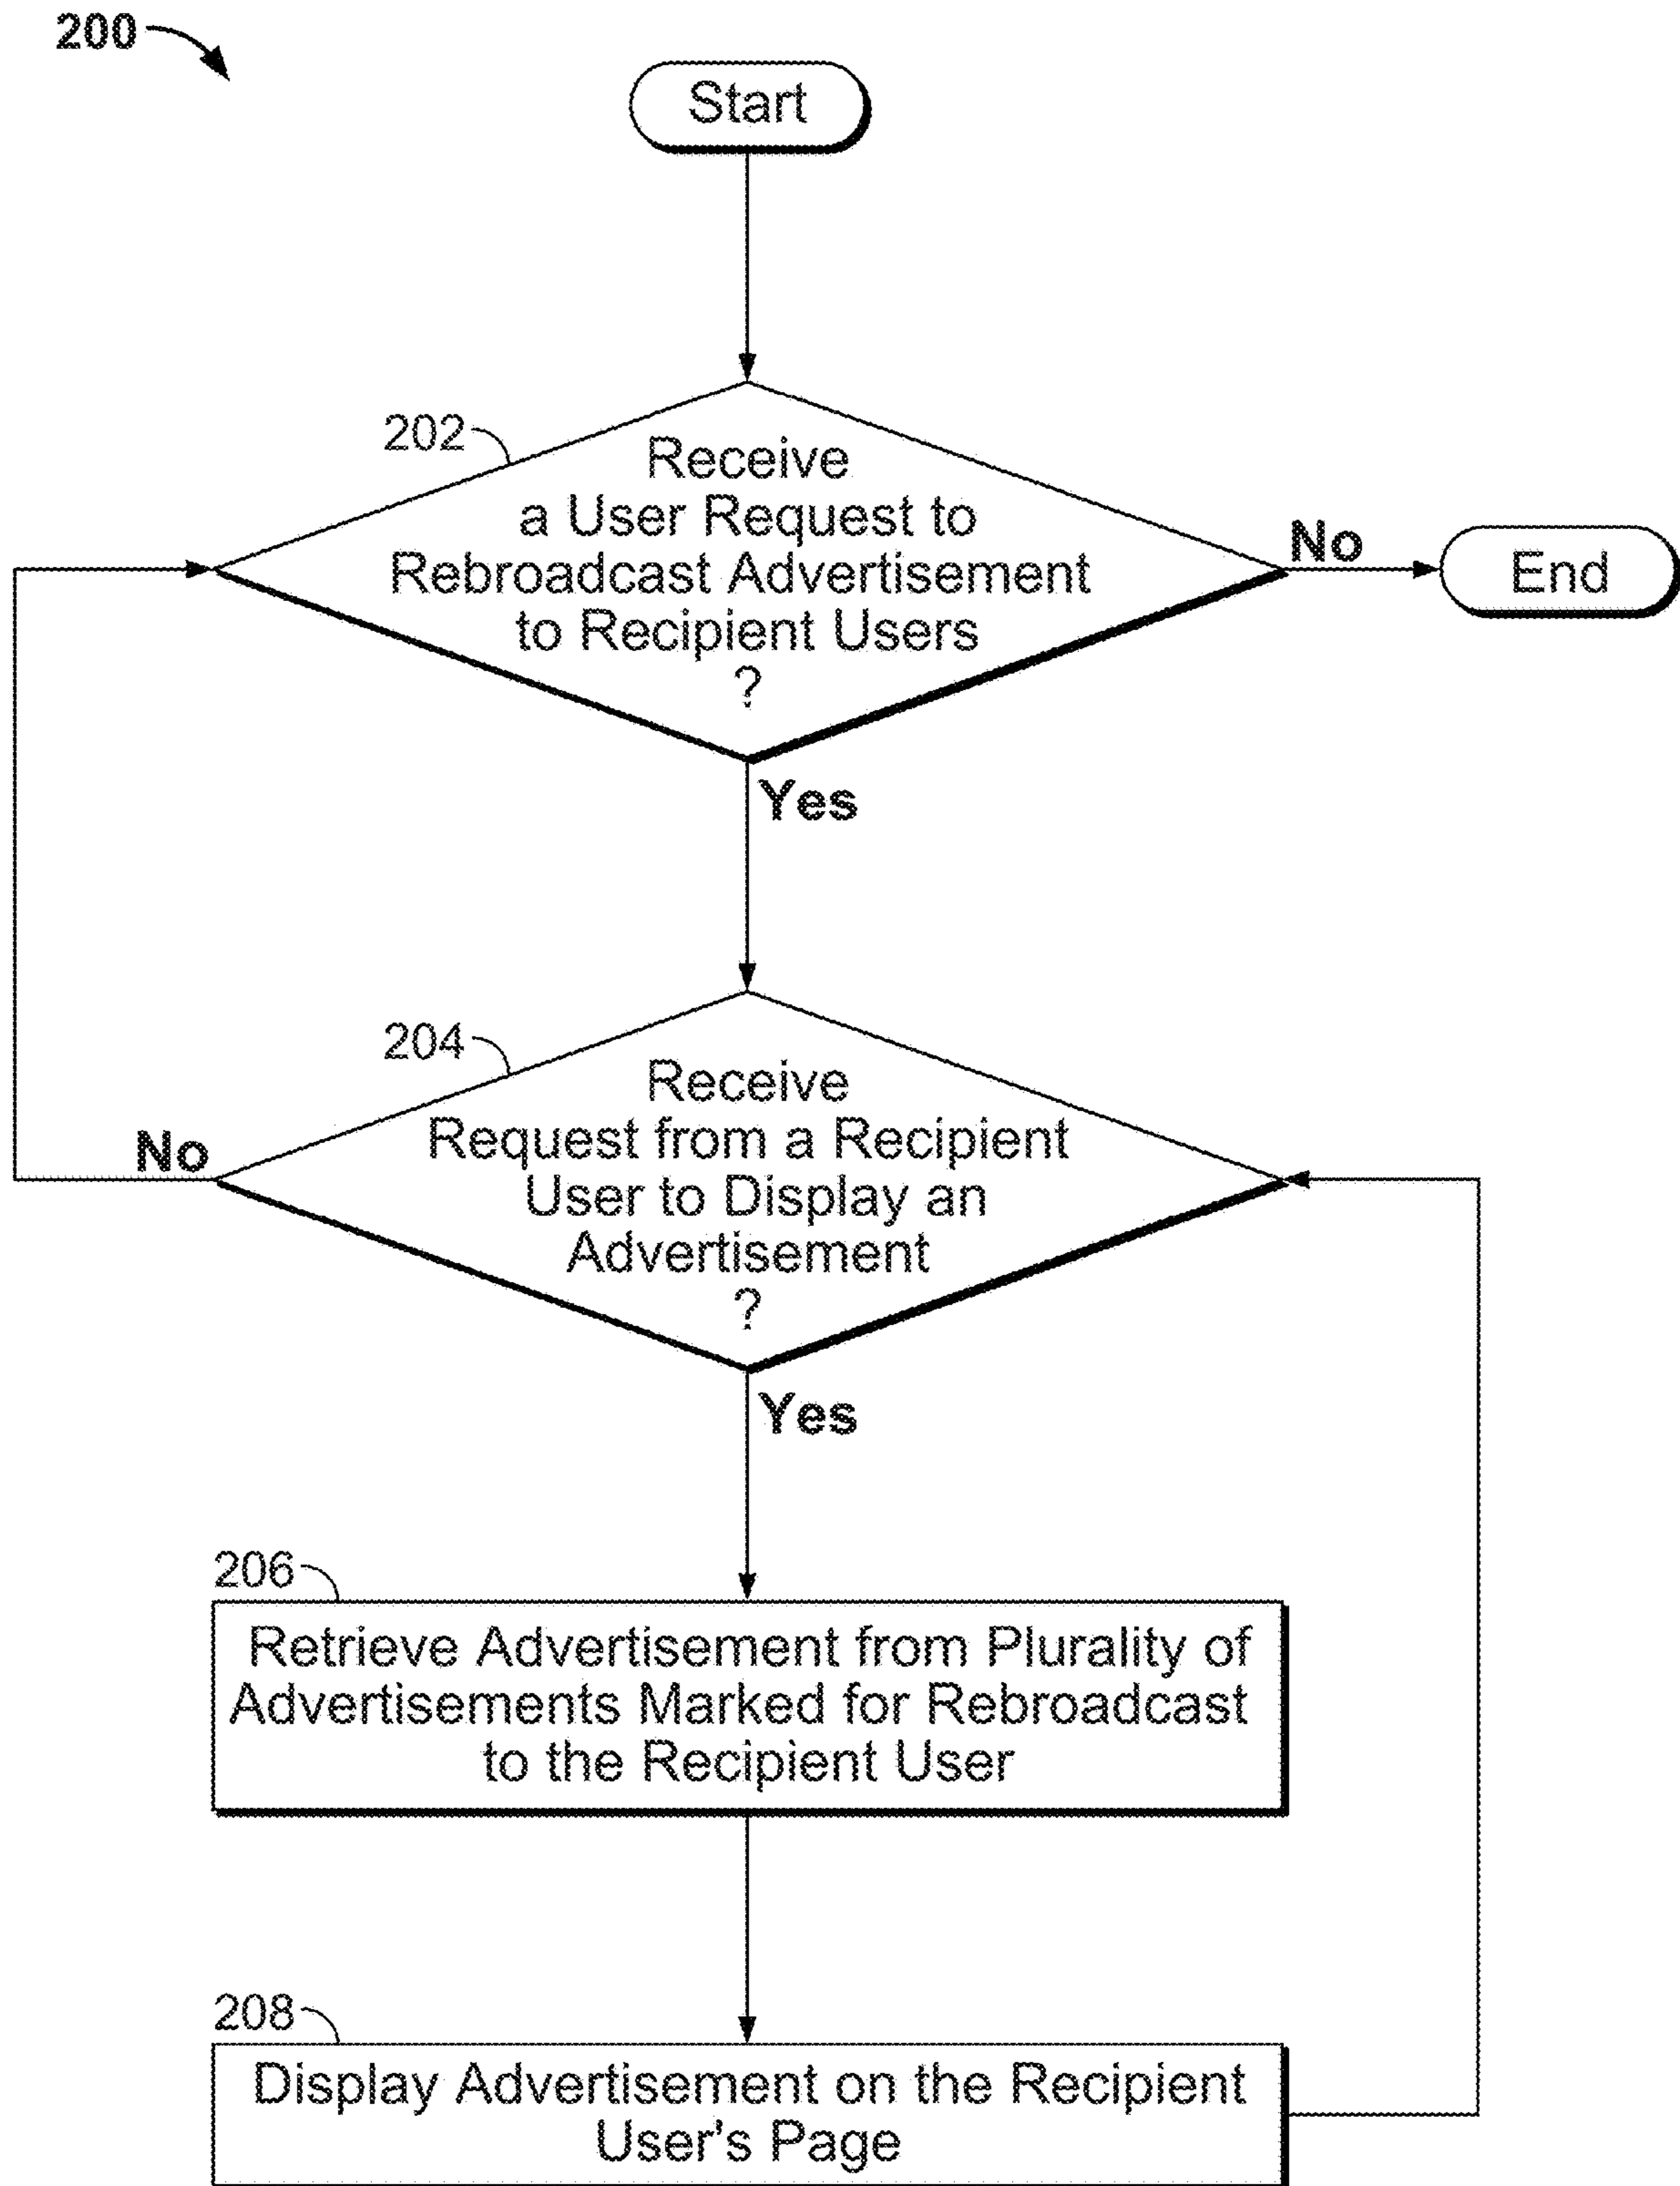 200
Start
202
Receive
a User Request to
Rebroadcast Advertisement
to Recipient Users
?
No
End
Yes
204
Receive
Request from a Recipient
User to Display an
Advertisement
?
No
Yes
206
Retrieve Advertisement from Plurality of
Advertisements Marked for Rebroadcast
to the Recipient User
208
Display Advertisement on the Recipient
User's Page